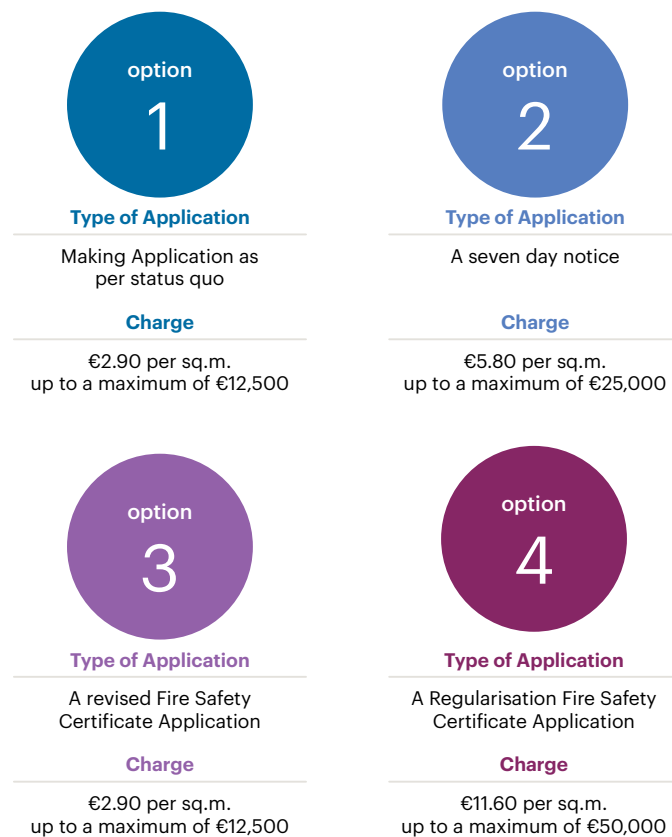 option
1
Type of Application
Making Application as
per status quo
Charge
€2.90 per sq.m.
up to a maximum of €12,500
option
2
Type of Application
A seven day notice
Charge
€5.80 per sq.m.
up to a maximum of €25,000
option
3
Type of Application
A revised Fire Safety
Certificate Application
Charge
€2.90 per sq.m.
up to a maximum of €12,500
option
4
Type of Application
A Regularisation Fire Safety
Certificate Application
Charge
€11.60 per sq.m.
up to a maximum of €50,000